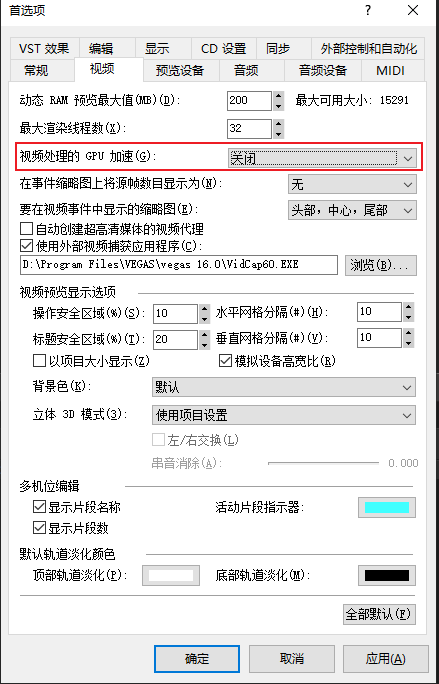 首选项
VST 效果 编辑 显示 CD 设置 同步 外部控制和自动化
常规 视频 预览设备 音频 音频设备 MIDI
动态 RAM 预览最大值(MB)(D): 200 最大可用大小: 15291
最大渲染线程数(X): 32
视频处理的 GPU 加速(G): 关闭
在事件缩略图上将源帧数目显示为(N): 无
要在视频事件中显示的缩略图(E): 头部，中心，尾部
自动创建超高清媒体的视频代理
使用外部视频捕获应用程序(C):
D:\Program Files\VEGAS\vegas 16.0\VidCap60.EXE 浏览(B)...
视频预览显示选项
操作安全区域(%)(S): 10 水平网格分隔(#)(H): 10
标题安全区域(%)(T): 20 垂直网格分隔(#)(V): 10
以项目大小显示(Z) 模拟设备高宽比(R)
背景色(K): 默认
立体 3D 模式(3): 使用项目设置
左/右交换(L)
串音消除(A): 0.000
多机位编辑
显示片段名称 活动片段指示器:
显示片段数
默认轨道淡化颜色
顶部轨道淡化(P): 底部轨道淡化(M):
全部默认(F)
确定 取消 应用(A)